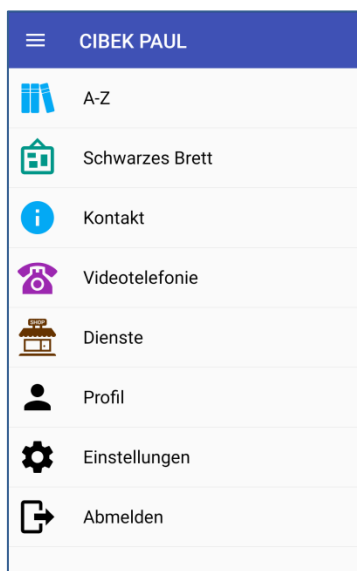 CIBEK PAUL
A-Z
Schwarzes Brett
Kontakt
Videotelefonie
SHOP
Dienste
Profil
Einstellungen
Abmelden